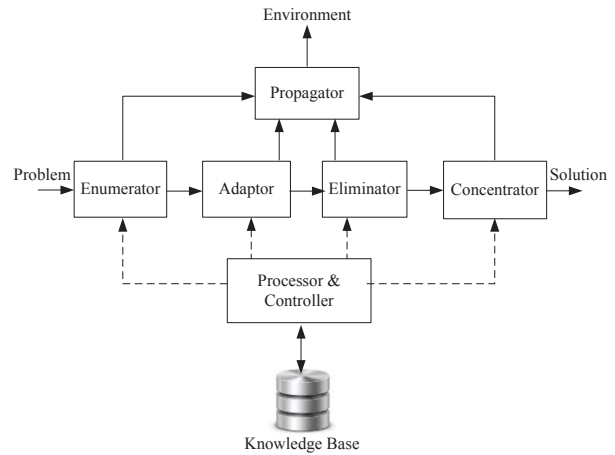 Environment
Propagator
Problem
Enumerator
Adaptor
Eliminator
Concentrator
Solution
Processor &
Controller
Knowledge Base